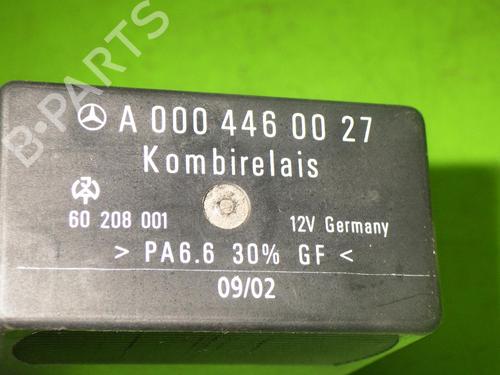 B-PARTS
A 000 446 00 27
Kombirelais
60 208 001
12V Germany
> PA6.6 30% GF <
09/02